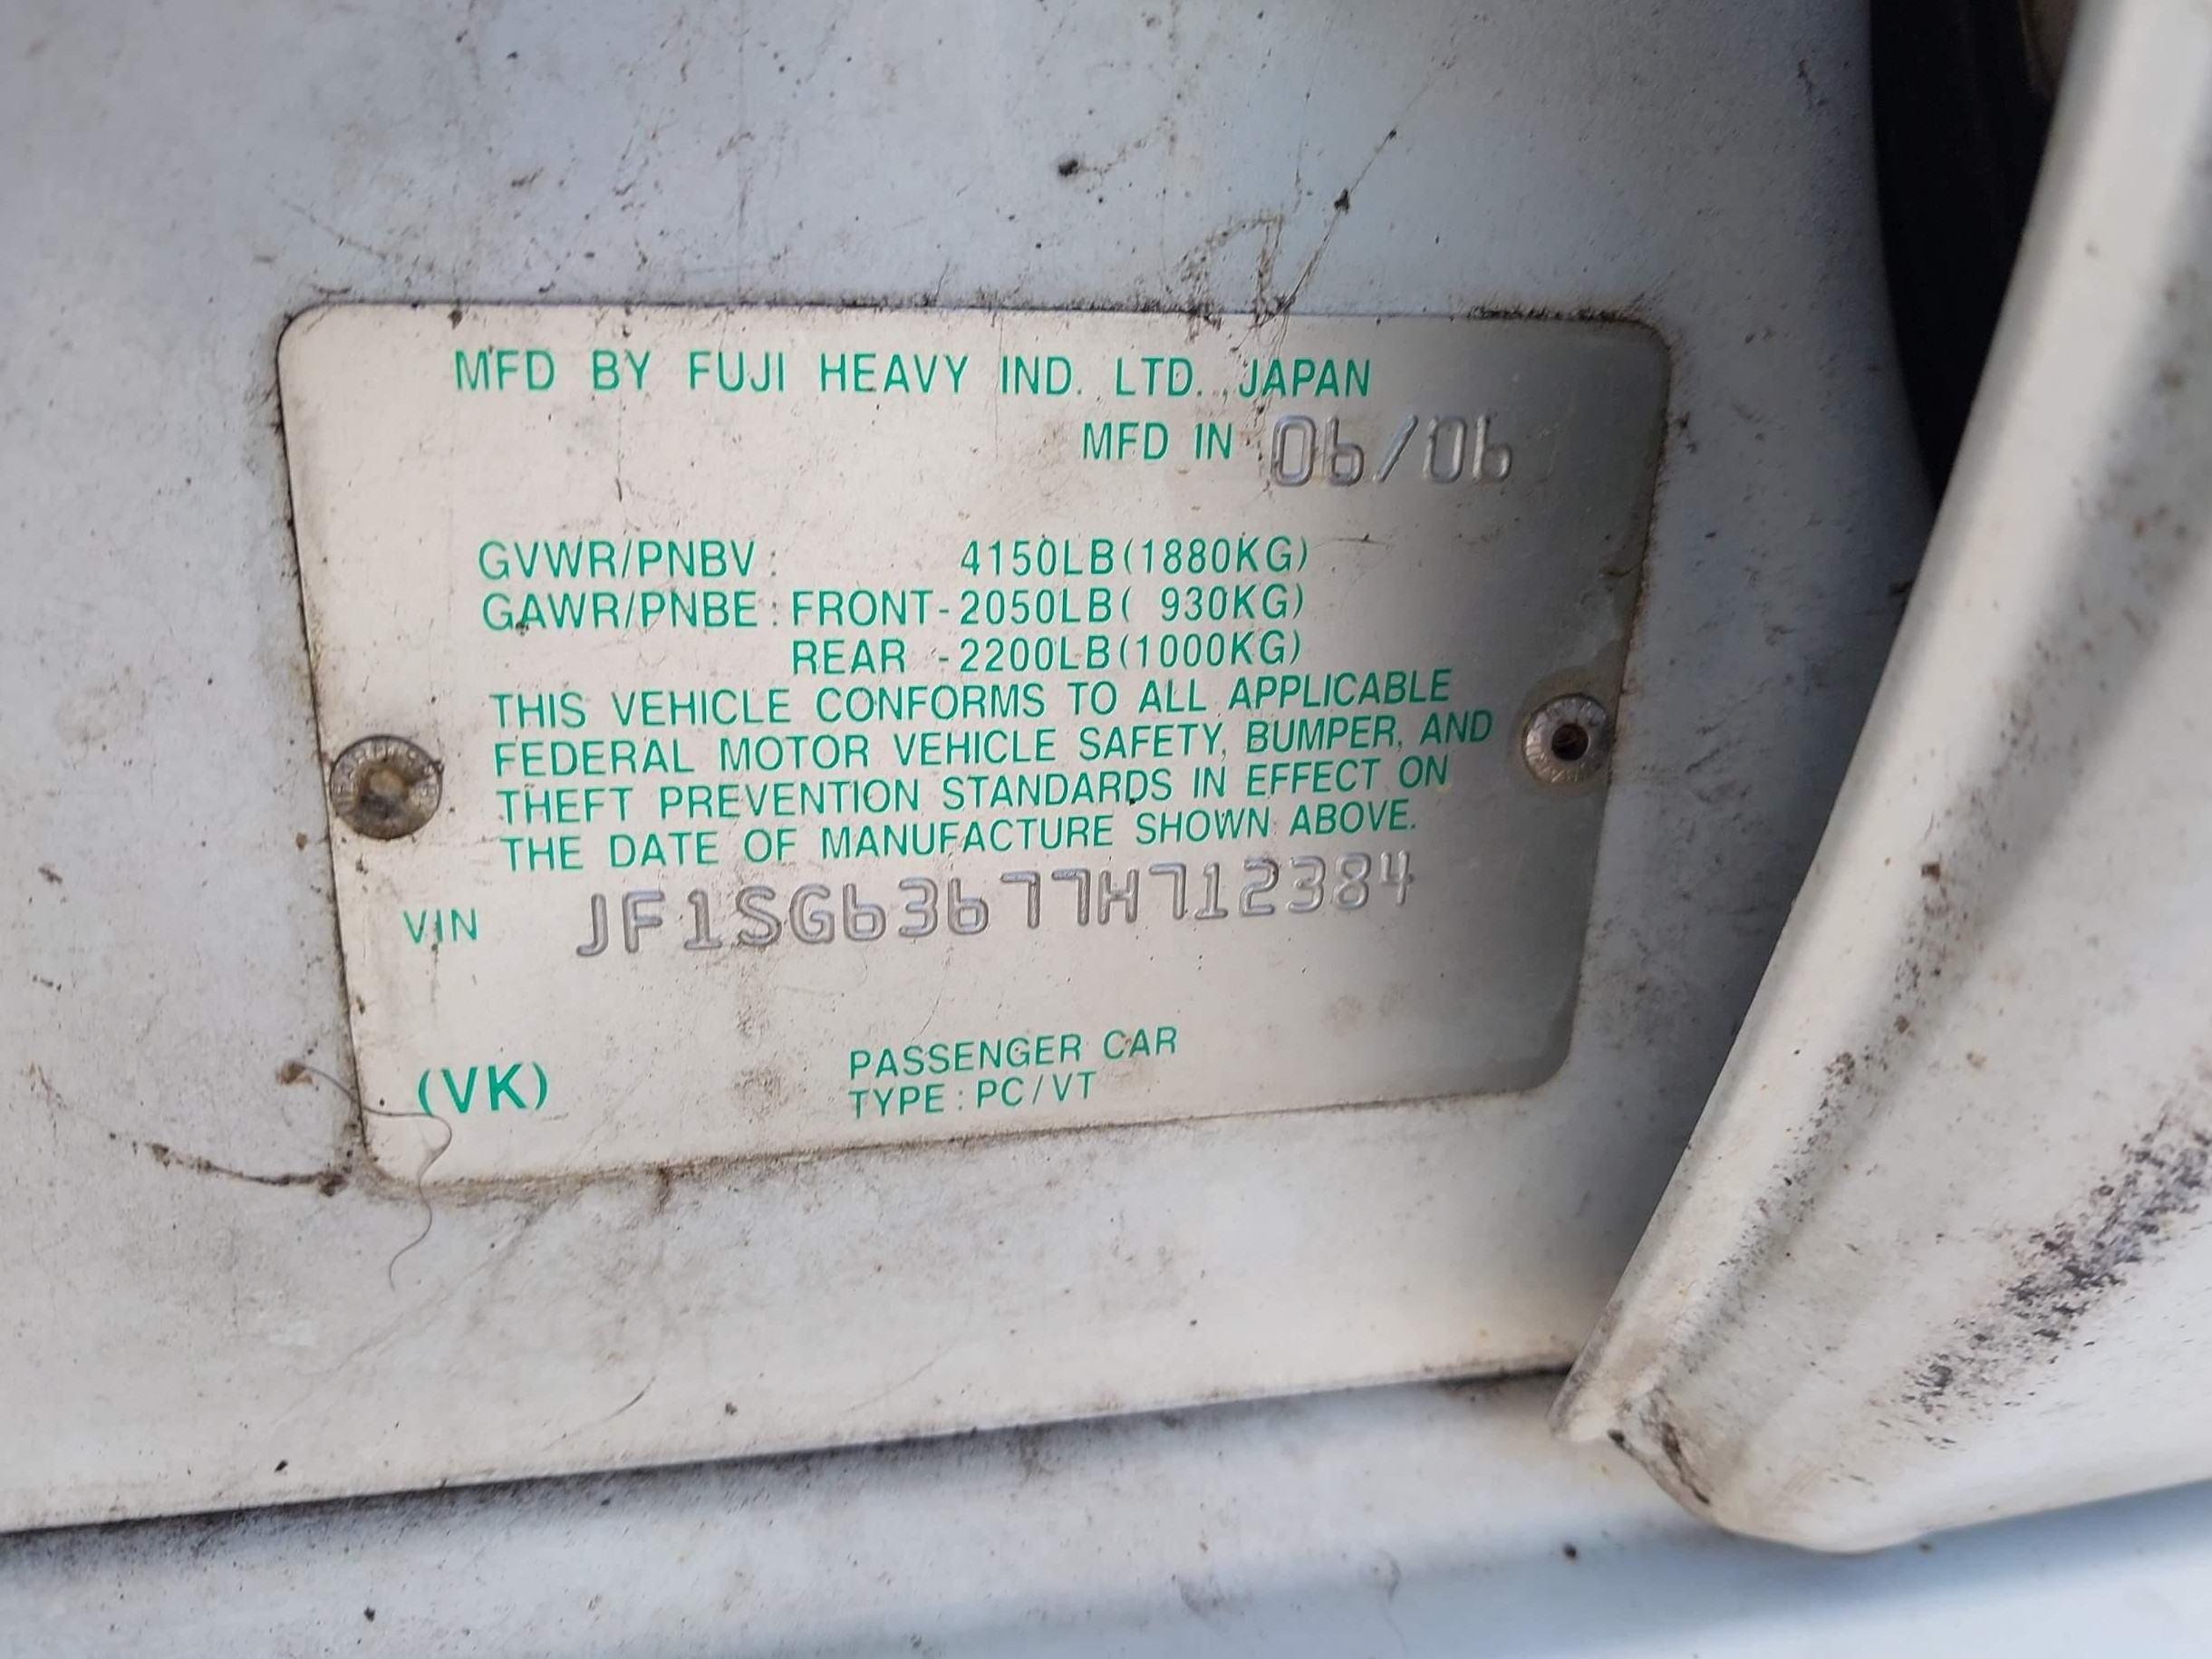 MFD BY FUJI HEAVY IND. LTD., JAPAN
MFD IN 06/06
GVWR/PNBV: 4150LB(1880KG)
GAWR/PNBE: FRONT-2050LB( 930KG)
REAR -2200LB(1000KG)
THIS VEHICLE CONFORMS TO ALL APPLICABLE
FEDERAL MOTOR VEHICLE SAFETY, BUMPER, AND
THEFT PREVENTION STANDARDS IN EFFECT ON
THE DATE OF MANUFACTURE SHOWN ABOVE.
VIN JF1SG63677H712384
(VK)
PASSENGER CAR
TYPE:PC/VT